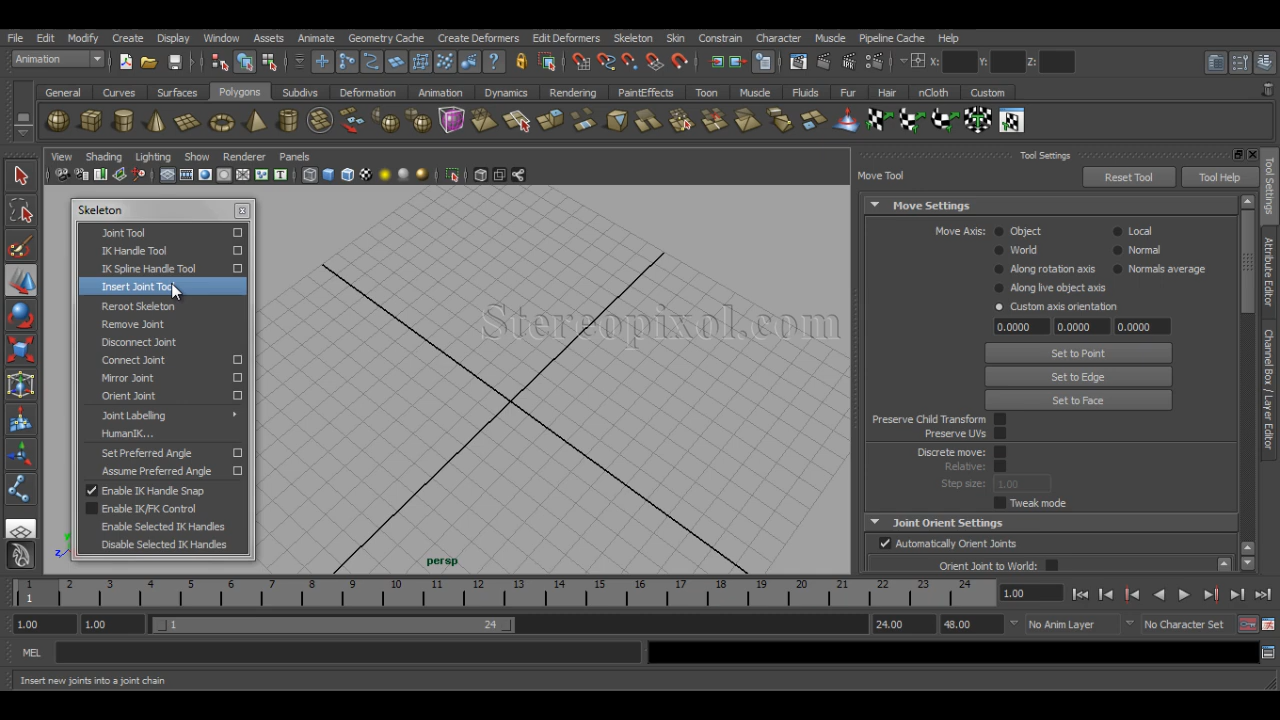 File Edit Modify Create Display Window Assets Animate Geometry Cache Create Deformers Edit Deformers Skeleton Skin Constrain Character Muscle Pipeline Cache Help
Animation X: Y: Z:
General Curves Surfaces Polygons Subdivs Deformation Animation Dynamics Rendering PaintEffects Toon Muscle Fluids Fur Hair nCloth Custom
View Shading Lighting Show Renderer Panels
Skeleton
Joint Tool
IK Handle Tool
IK Spline Handle Tool
Insert Joint Tool
Reroot Skeleton
Remove Joint
Disconnect Joint
Connect Joint
Mirror Joint
Orient Joint
Joint Labelling
HumanIK...
Set Preferred Angle
Assume Preferred Angle
Enable IK Handle Snap
Enable IK/FK Control
Enable Selected IK Handles
Disable Selected IK Handles
Stereopixol.com
z
persp
Tool Settings
Move Tool Reset Tool Tool Help
Move Settings
Move Axis: Object Local
World Normal
Along rotation axis Normals average
Along live object axis
Custom axis orientation
0.0000 0.0000 0.0000
Set to Point
Set to Edge
Set to Face
Preserve Child Transform
Preserve UVs
Discrete move:
Relative:
Step size: 1.00
Tweak mode
Joint Orient Settings
Automatically Orient Joints
Orient Joint to World:
Tool Settings
Attribute Editor
Channel Box / Layer Editor
1 2 3 4 5 6 7 8 9 10 11 12 13 14 15 16 17 18 19 20 21 22 23 24
1 1.00
1.00 1.00 1 24 24.00 48.00 No Anim Layer No Character Set
MEL
Insert new joints into a joint chain